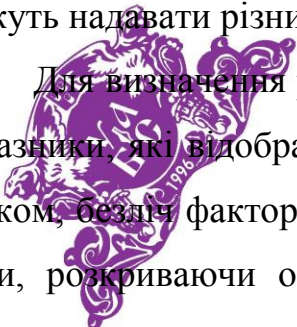 жуть надавати різни
Для визначення
азники, які відобра
ком, безліч фактор
и, розкриваючи о
1996